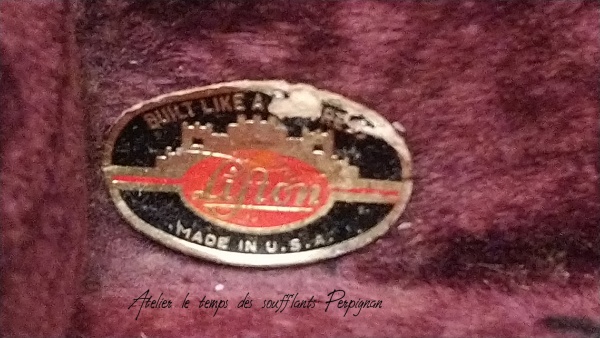 BUILT LIKE A
Lifton
MADE IN U.S.A.
Atelier le temps des soufflants Perpignan